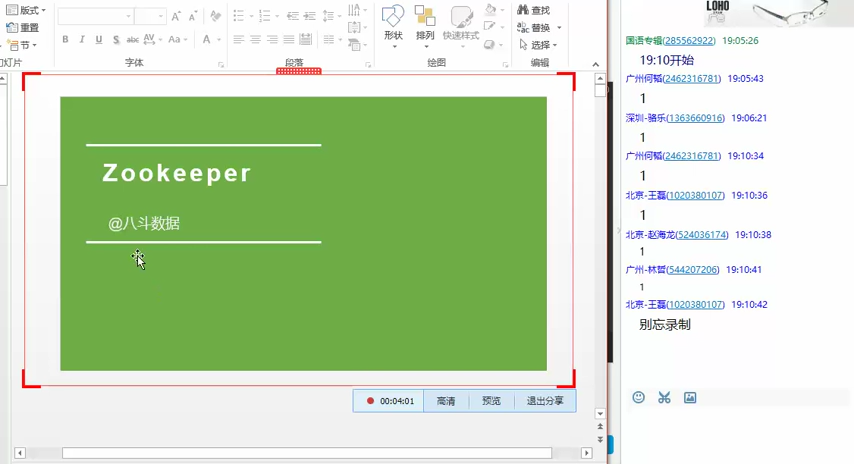 版式
重置
节
幻灯片
B I U S abc AV Aa A
字体
段落
形状
排列
快速样式
绘图
查找
替换
选择
编辑
Zookeeper
@八斗数据
00:04:01
高清
预览
退出分享
LOHO
国语专辑(285562922) 19:05:26
19:10开始
广州何韬(2462316781) 19:05:43
1
深圳-骆乐(1363660916) 19:06:21
1
广州何韬(2462316781) 19:10:34
1
北京-王磊(1020380107) 19:10:36
1
北京-赵海龙(524036174) 19:10:38
1
广州-林哲(544207206) 19:10:41
1
北京-王磊(1020380107) 19:10:42
别忘录制